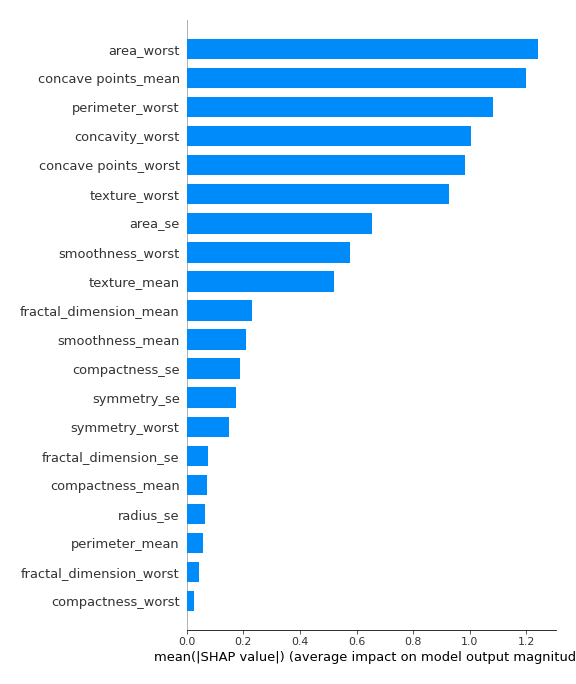 area_worst
concave points_mean
perimeter_worst
concavity_worst
concave points_worst
texture_worst
area_se
smoothness_worst
texture_mean
fractal_dimension_mean
smoothness_mean
compactness_se
symmetry_se
symmetry_worst
fractal_dimension_se
compactness_mean
radius_se
perimeter_mean
fractal_dimension_worst
compactness_worst
0.0 0.2 0.4 0.6 0.8 1.0 1.2
mean(|SHAP value|) (average impact on model output magnitud